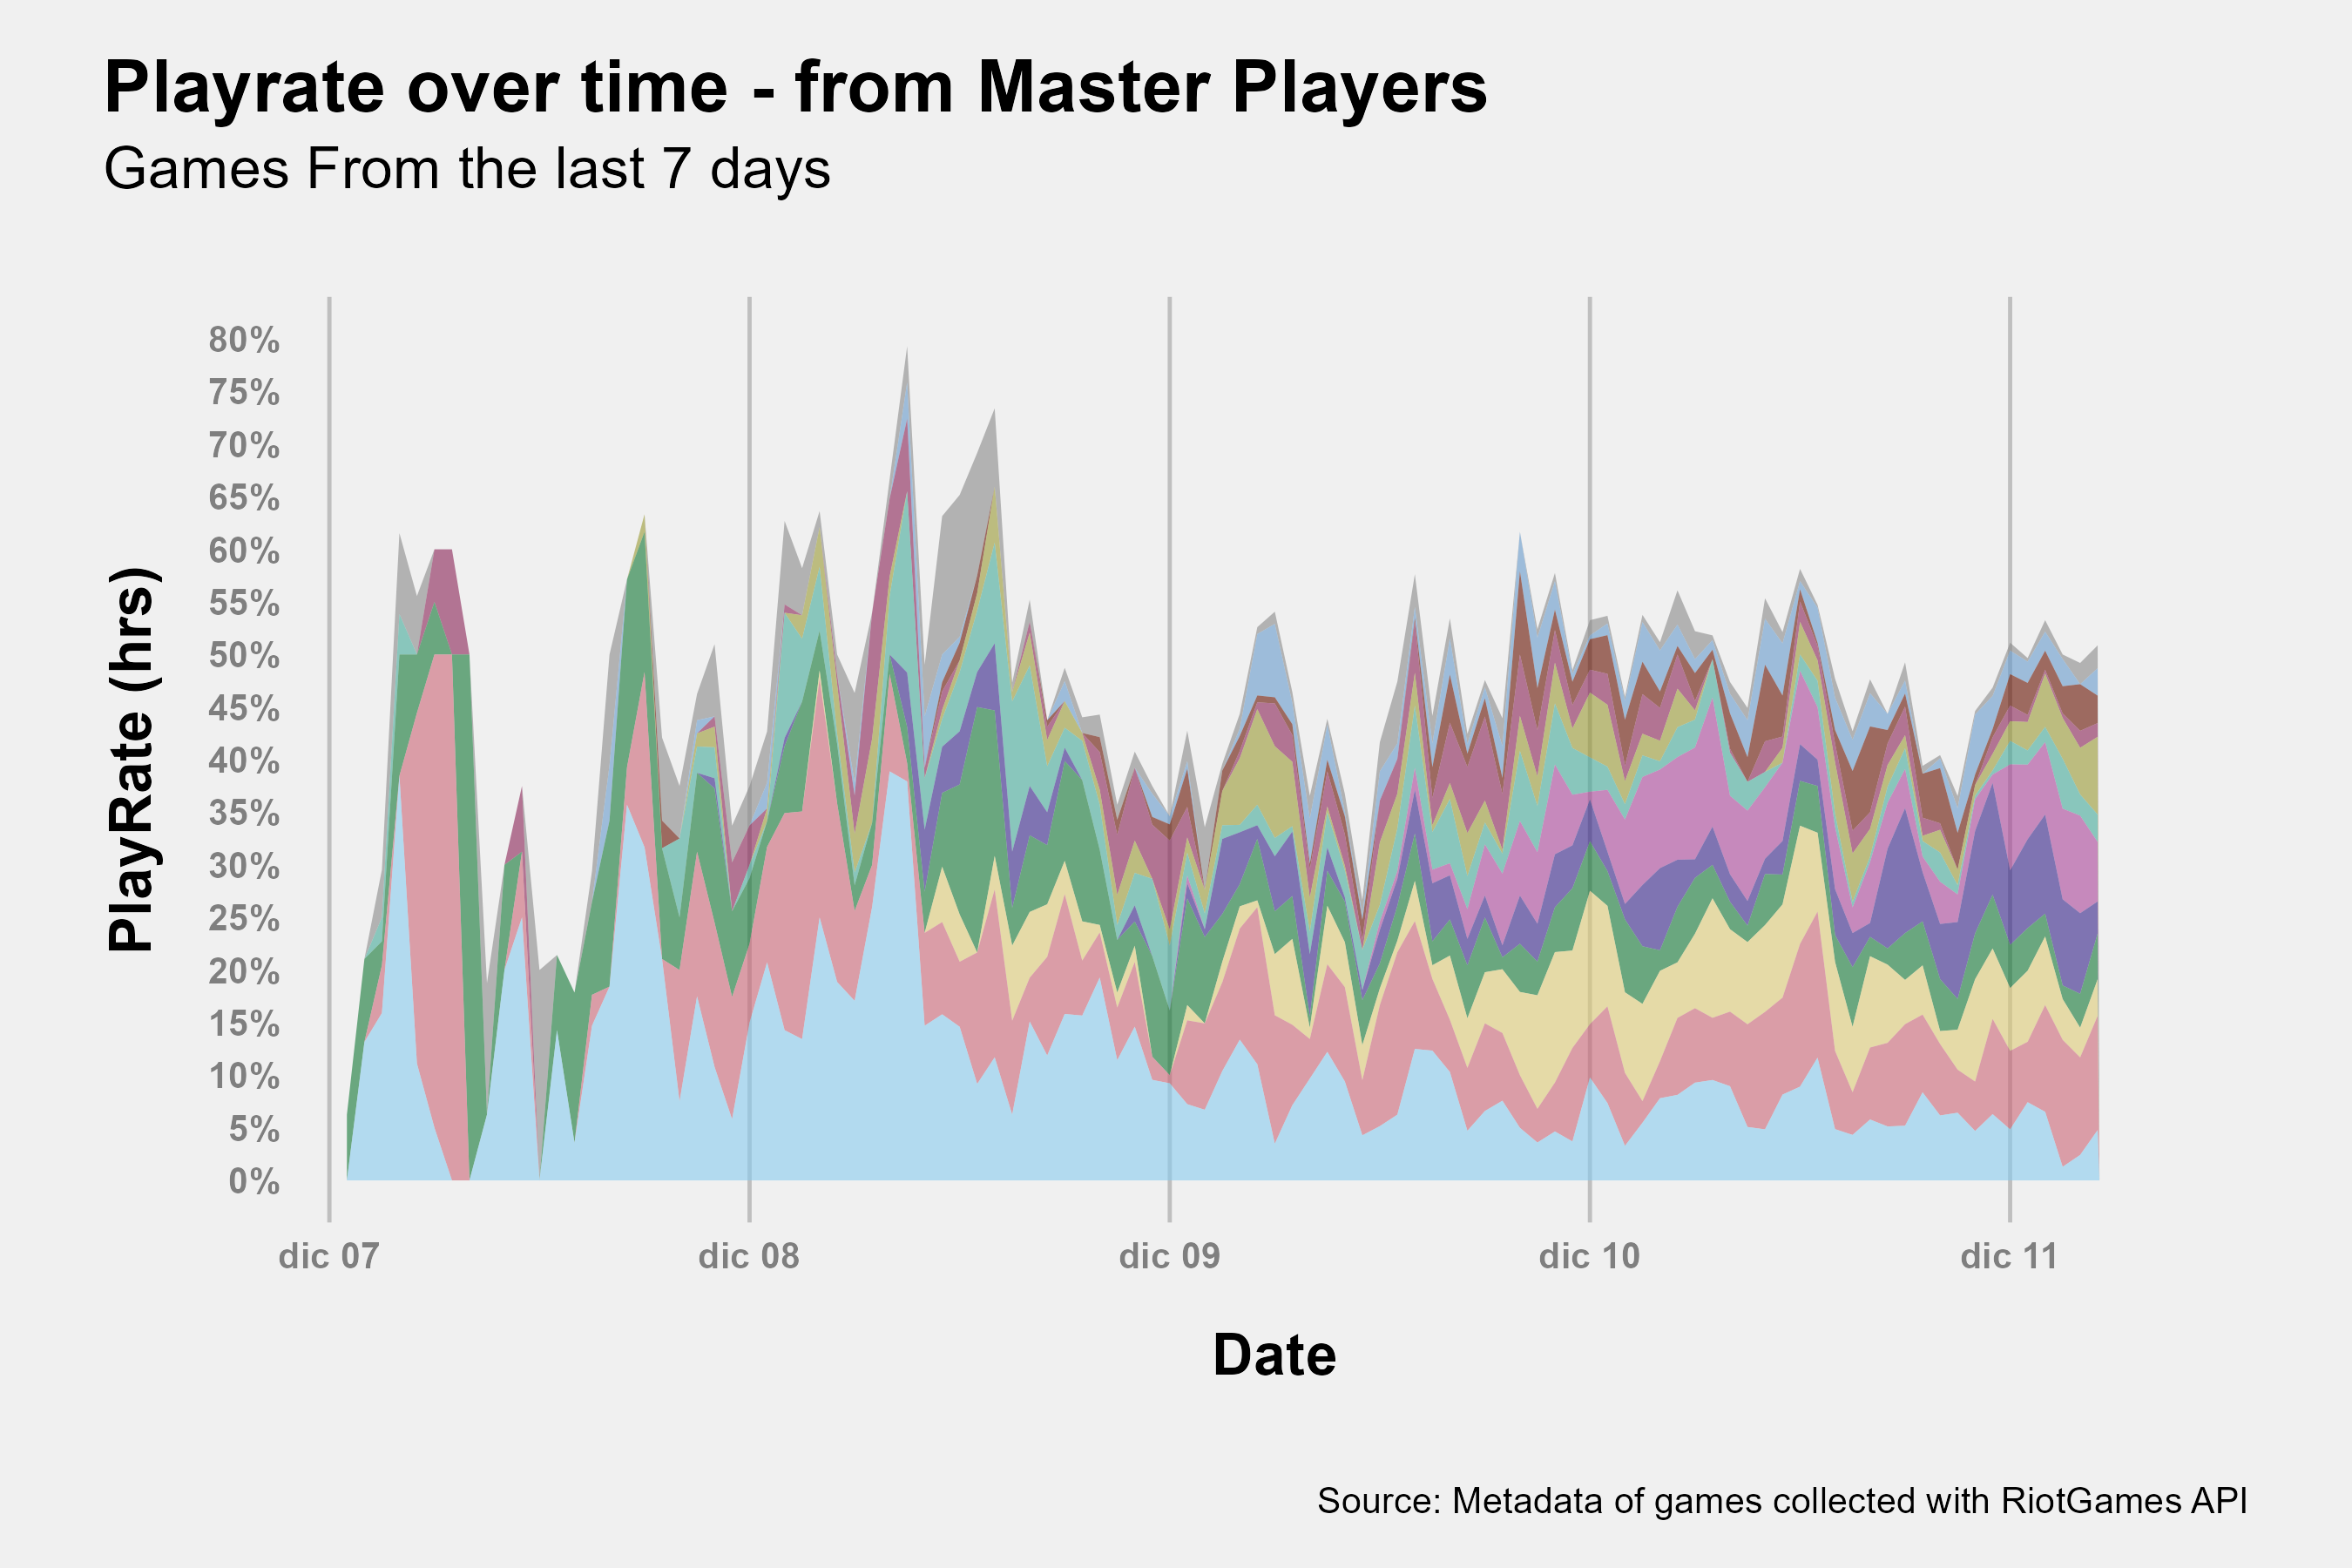 Playrate over time - from Master Players
Games From the last 7 days
80%
75%
70%
65%
60%
55%
50%
45%
40%
35%
30%
25%
20%
15%
10%
5%
0%
PlayRate (hrs)
dic 07
dic 08
dic 09
dic 10
dic 11
Date
Source: Metadata of games collected with RiotGames API